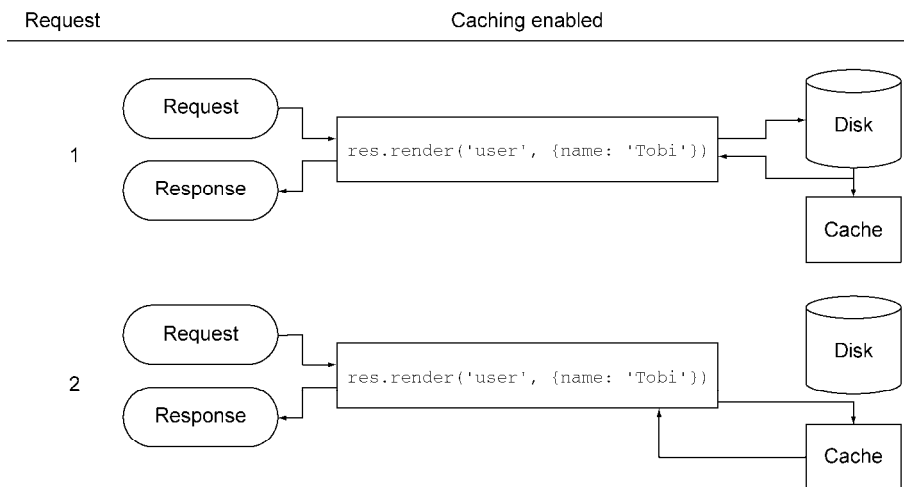 Request
Caching enabled
1
Request
Response
res.render('user', {name: 'Tobi'})
Disk
Cache
2
Request
Response
res.render('user', {name: 'Tobi'})
Disk
Cache